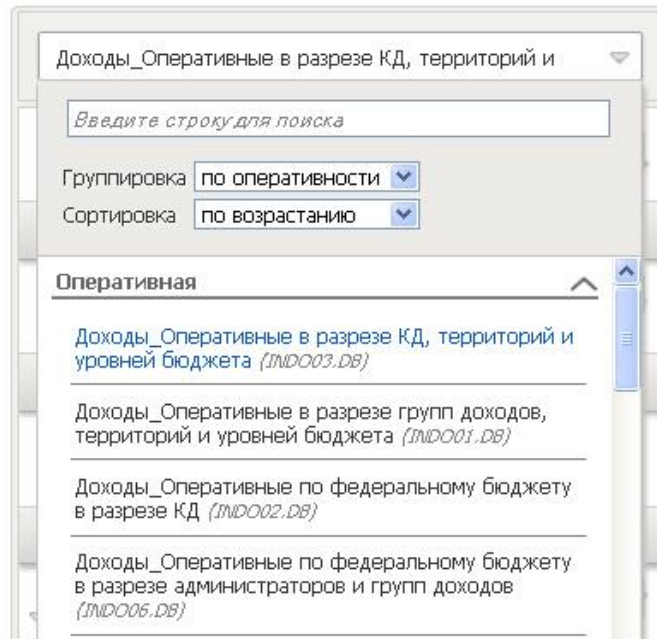 Доходы_Оперативные в разрезе КД, территорий и
Введите строку для поиска
Группировка по оперативности
Сортировка по возрастанию
Оперативная
Доходы_Оперативные в разрезе КД, территорий и
уровней бюджета (INDO03.DB)
Доходы_Оперативные в разрезе групп доходов,
территорий и уровней бюджета (INDO01.DB)
Доходы_Оперативные по федеральному бюджету
в разрезе КД (INDO02.DB)
Доходы_Оперативные по федеральному бюджету
в разрезе администраторов и групп доходов
(INDO06.DB)